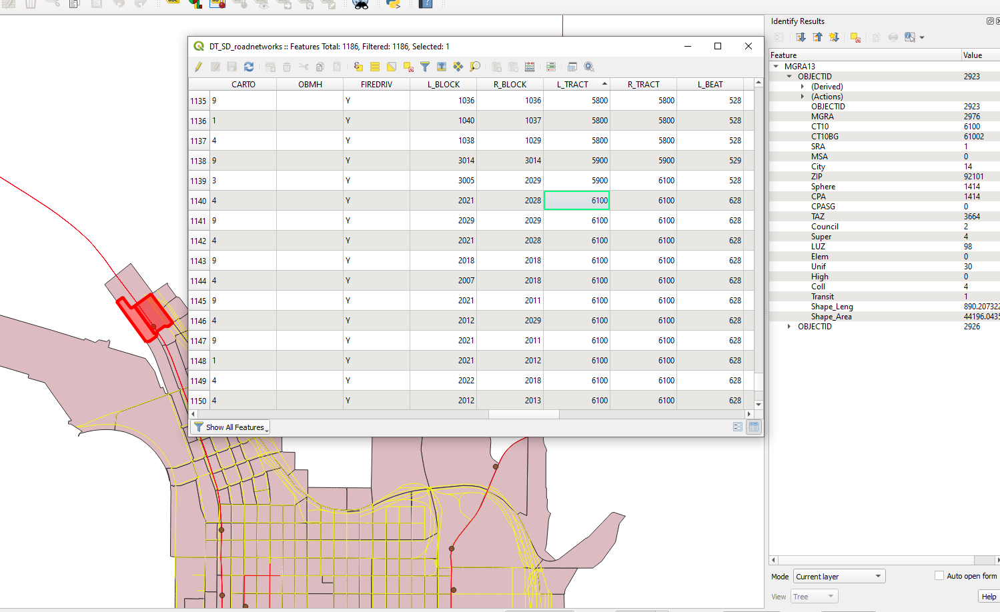 abc
abc
Identify Results
DT_SD_roadnetworks :: Features Total: 1186, Filtered: 1186, Selected: 1
Feature Value
CARTO OBMH FIREDRIV L_BLOCK R_BLOCK L_TRACT R_TRACT L_BEAT
1135 9 Y 1036 1036 5800 5800 528
1136 1 Y 1040 1037 5800 5800 528
1137 4 Y 1038 1029 5800 5800 528
1138 9 Y 3014 3014 5900 5900 529
1139 3 Y 3005 2029 5900 6100 528
1140 4 Y 2021 2028 6100 6100 628
1141 9 Y 2029 2029 6100 6100 628
1142 4 Y 2021 2028 6100 6100 628
1143 9 Y 2018 2018 6100 6100 628
1144 4 Y 2007 2018 6100 6100 628
1145 9 Y 2021 2011 6100 6100 628
1146 4 Y 2012 2029 6100 6100 628
1147 9 Y 2021 2011 6100 6100 628
1148 1 Y 2021 2012 6100 6100 628
1149 4 Y 2022 2018 6100 6100 628
1150 4 Y 2012 2013 6100 6100 628
Show All Features
MGRA13
OBJECTID 2923
(Derived)
(Actions)
OBJECTID 2923
MGRA 2976
CT10 6100
CT10BG 61002
SRA 1
MSA 0
City 14
ZIP 92101
Sphere 1414
CPA 1414
CPASG 0
TAZ 3664
Council 2
Super 4
LUZ 98
Elem 0
Unif 30
High 0
Coll 4
Transit 1
Shape_Leng 890.207322
Shape_Area 44196.0435
OBJECTID 2926
Mode Current layer Auto open form
View Tree Help